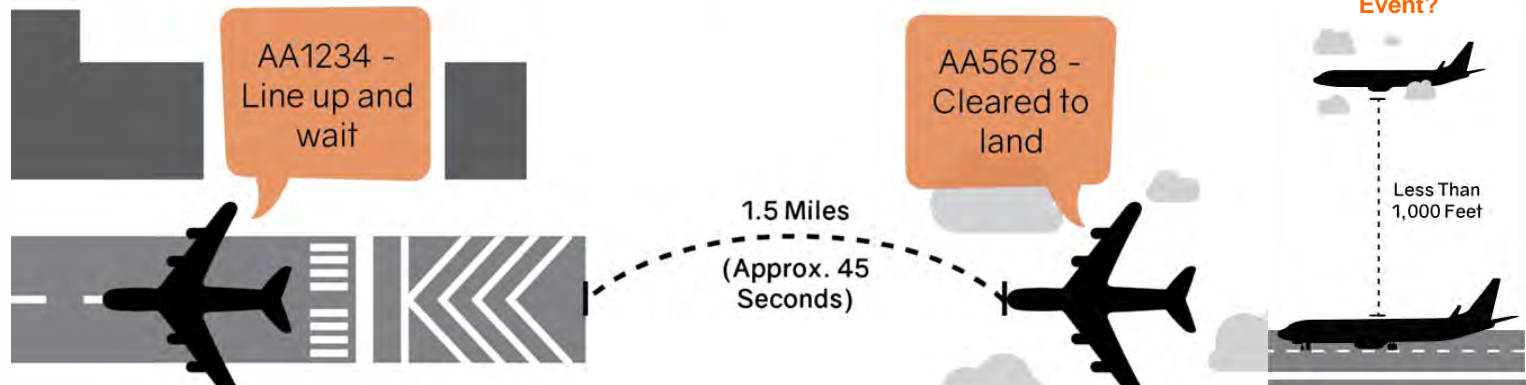 AA1234 -
Line up and
wait
1.5 Miles
(Approx. 45
Seconds)
AA5678 -
Cleared to
land
Event?
Less Than
1,000 Feet